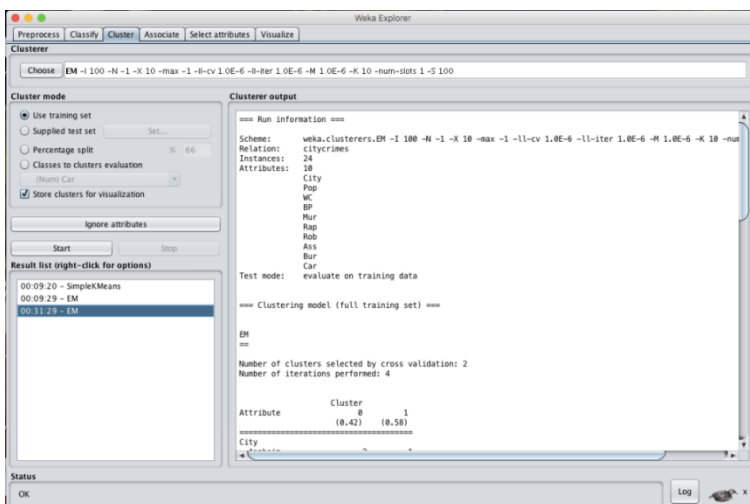 Weka Explorer
Preprocess Classify Cluster Associate Select attributes Visualize
Clusterer
Choose EM -I 100 -N -1 -X 10 -max -1 -ll-cv 1.0E-6 -ll-iter 1.0E-6 -M 1.0E-6 -K 10 -num-slots 1 -S 100
Cluster mode
Use training set
Supplied test set Set...
Percentage split % 66
Classes to clusters evaluation
(Num) Car
Store clusters for visualization
Ignore attributes
Start Stop
Result list (right-click for options)
00:09:20 - SimpleKMeans
00:09:29 - EM
00:31:29 - EM
Clusterer output
=== Run information ===
Scheme: weka.clusterers.EM -I 100 -N -1 -X 10 -max -1 -ll-cv 1.0E-6 -ll-iter 1.0E-6 -M 1.0E-6 -K 10 -num
Relation: citycrimes
Instances: 24
Attributes: 10
City
Pop
WC
BP
Mur
Rap
Rob
Ass
Bur
Car
Test mode: evaluate on training data
=== Clustering model (full training set) ===
EM
==
Number of clusters selected by cross validation: 2
Number of iterations performed: 4
Cluster
Attribute 0 1
(0.42) (0.58)
======================================
City
Status
OK
Log x